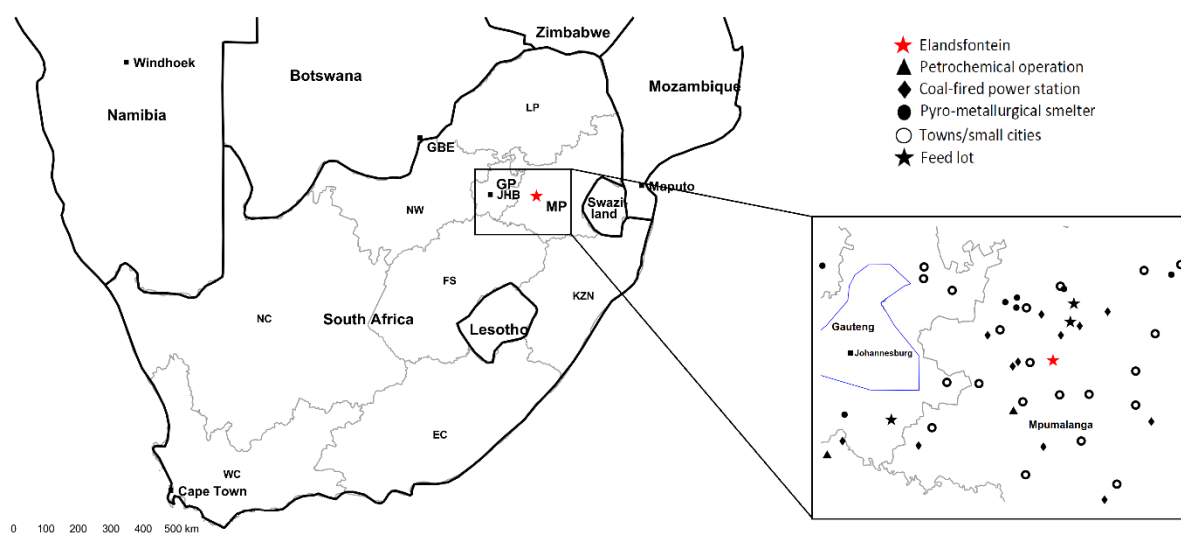 Zimbabwe
Windhoek
Botswana
Mozambique
Namibia
LP
GBE
Maputo
GP
JHB
MP
Swazi-
land
NW
FS
KZN
NC
South Africa
Lesotho
EC
WC
Cape Town
0 100 200 300 400 500 km
Elandsfontein
Petrochemical operation
Coal-fired power station
Pyro-metallurgical smelter
Towns/small cities
Feed lot
Gauteng
Johannesburg
Mpumalanga